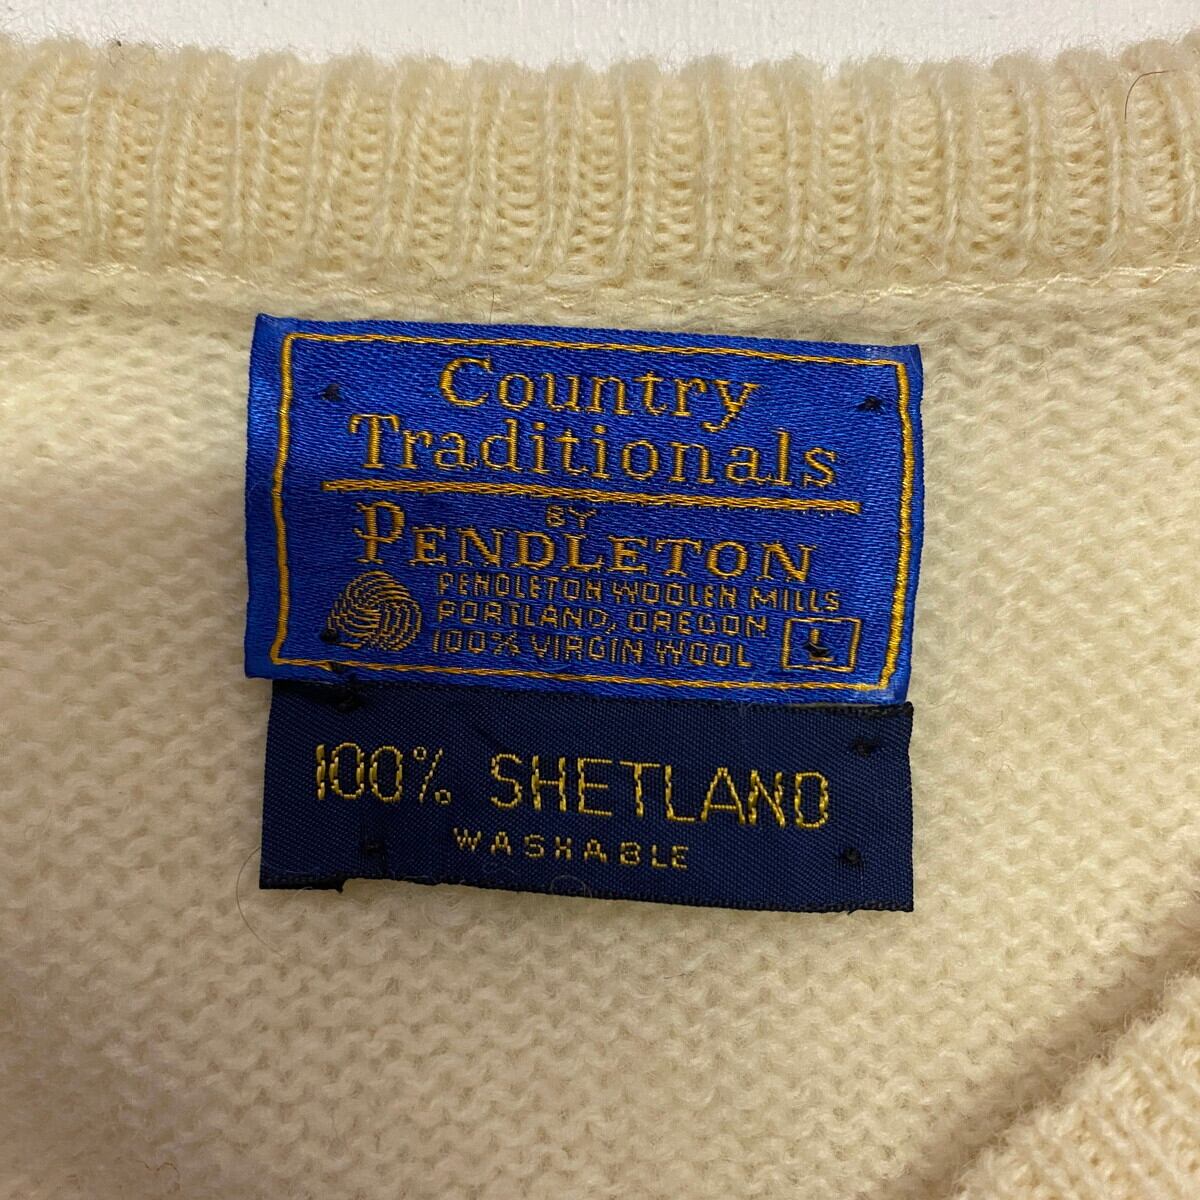 Country
Traditionals
BY
PENDLETON
PENDLETON WOOLEN MILLS
PORTLAND, OREGON
100% VIRGIN WOOL L
100% SHETLAND
WASHABLE